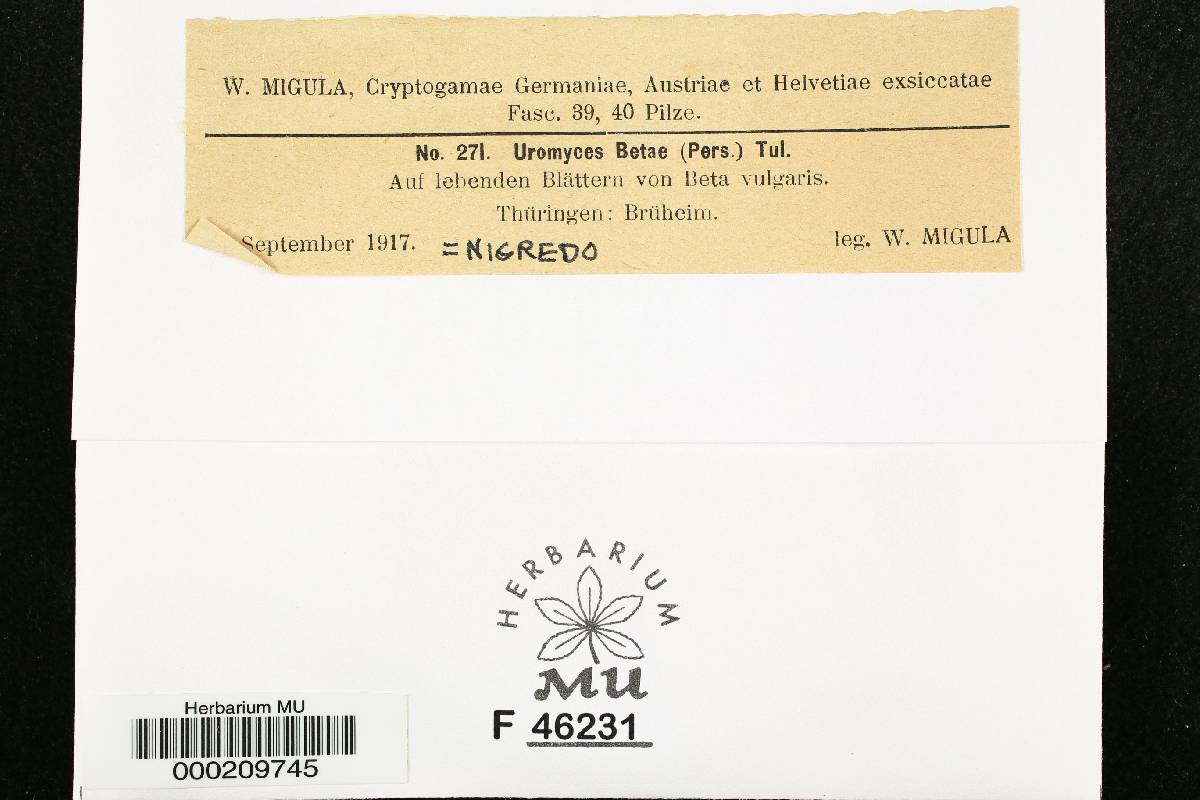 W. MIGULA, Cryptogamae Germaniae, Austriae et Helvetiae exsiccatae
Fasc. 39, 40 Pilze.
No. 271. Uromyces Betae (Pers.) Tul.
Auf lebenden Blättern von Beta vulgaris.
Thüringen: Brüheim.
September 1917. =NIGREDO leg. W. MIGULA
HERBARIUM
MU
F 46231
Herbarium MU
000209745